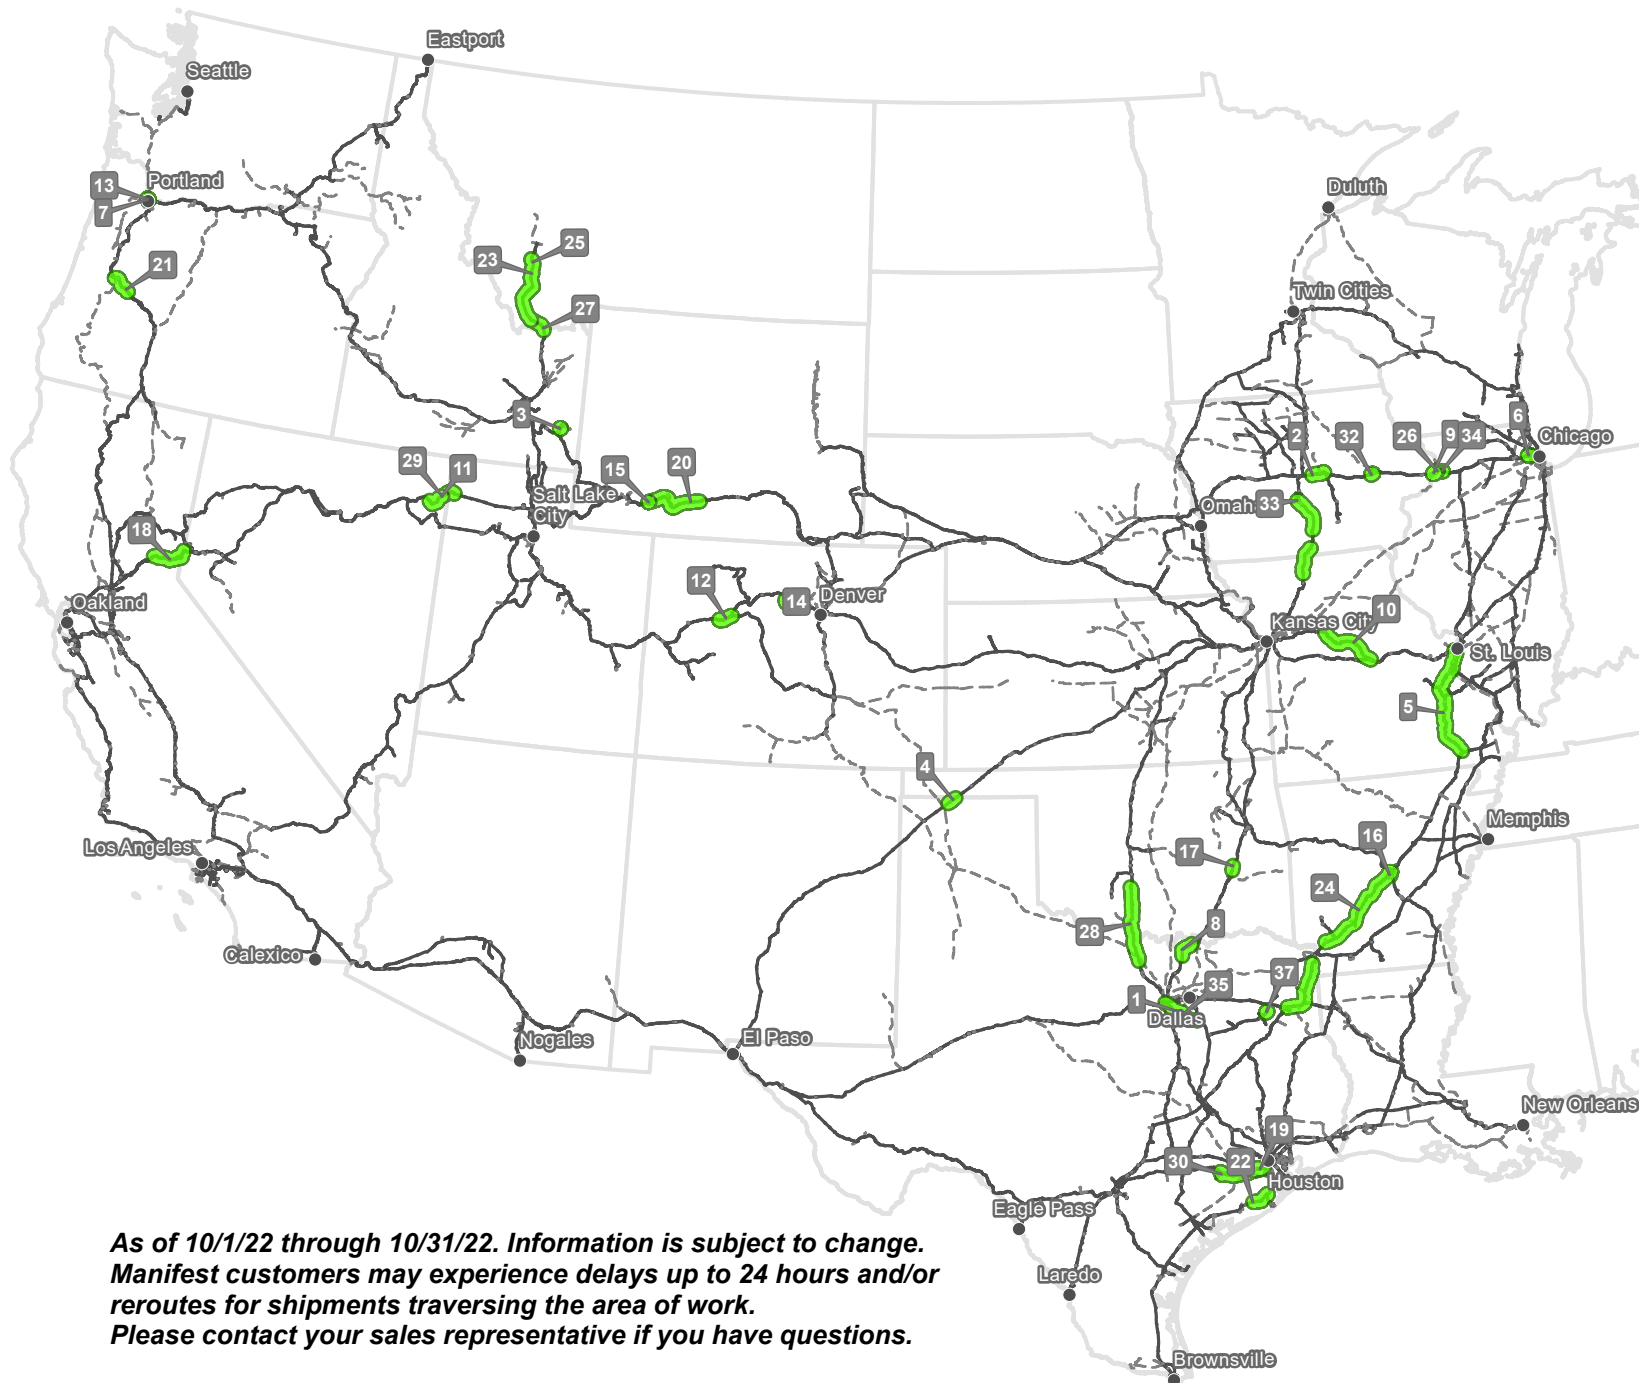 Eastport
Seattle
13
Portland
7
Duluth
25
23
21
27
Twin Cities
3
6
2
32
26
9
34
Chicago
29
11
15
20
Salt Lake
City
Omah
33
18
12
14
Denver
Oakland
10
Kansas City
St. Louis
5
4
Memphis
Los Angeles
17
16
24
28
8
Calexico
37
35
1
Dallas
Nogales
El Paso
New Orleans
19
30
22
Houston
Eagle Pass
As of 10/1/22 through 10/31/22. Information is subject to change.
Manifest customers may experience delays up to 24 hours and/or
reroutes for shipments traversing the area of work.
Please contact your sales representative if you have questions.
Laredo
Brownsville